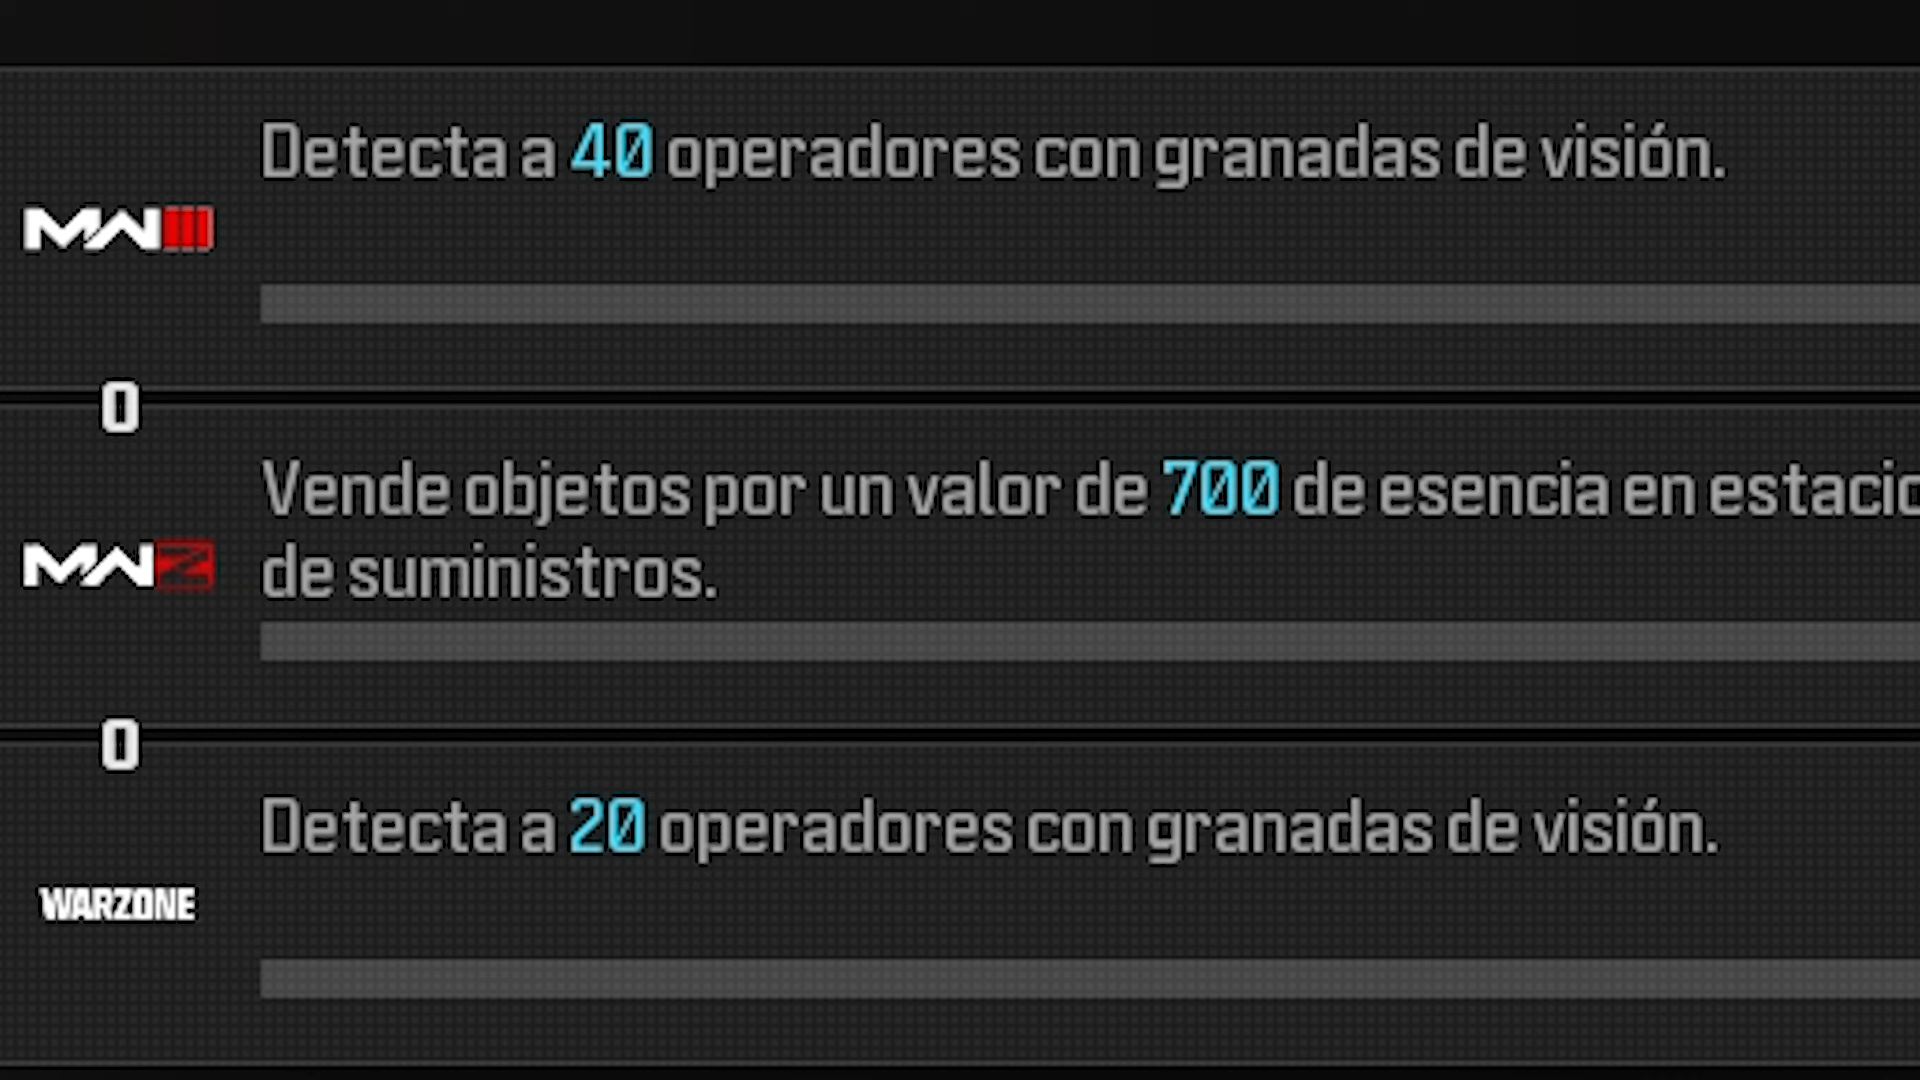 Detecta a 40 operadores con granadas de visión.
MWIII
0
Vende objetos por un valor de 700 de esencia en
de suministros.
MWZ
0
Detecta a 20 operadores con granadas de visión.
WARZONE